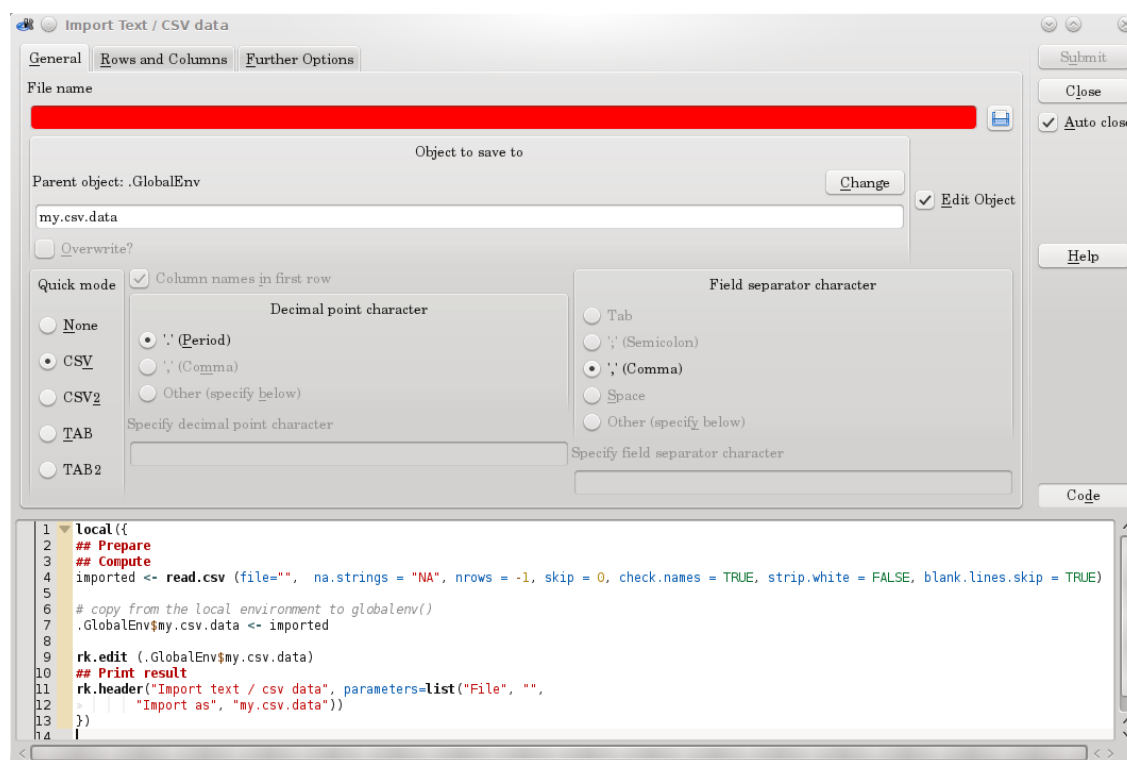 Import Text / CSV data
General Rows and Columns Further Options
Submit
File name
Close
Auto close
Object to save to
Parent object: .GlobalEnv
Change
Edit Object
my.csv.data
Overwrite?
Help
Quick mode
Column names in first row
Field separator character
Decimal point character
None
CSV
CSV2
TAB
TAB2
'.' (Period)
',' (Comma)
Other (specify below)
Specify decimal point character
Tab
';' (Semicolon)
',' (Comma)
Space
Other (specify below)
Specify field separator character
Code
1 local({
2 ## Prepare
3 ## Compute
4 imported <- read.csv (file="",  na.strings = "NA", nrows = -1, skip = 0, check.names = TRUE, strip.white = FALSE, blank.lines.skip = TRUE)
5
6 # copy from the local environment to globalenv()
7 .GlobalEnv$my.csv.data <- imported
8
9 rk.edit (.GlobalEnv$my.csv.data)
10 ## Print result
11 rk.header("Import text / csv data", parameters=list("File", "",
12 "Import as", "my.csv.data"))
13 })
14